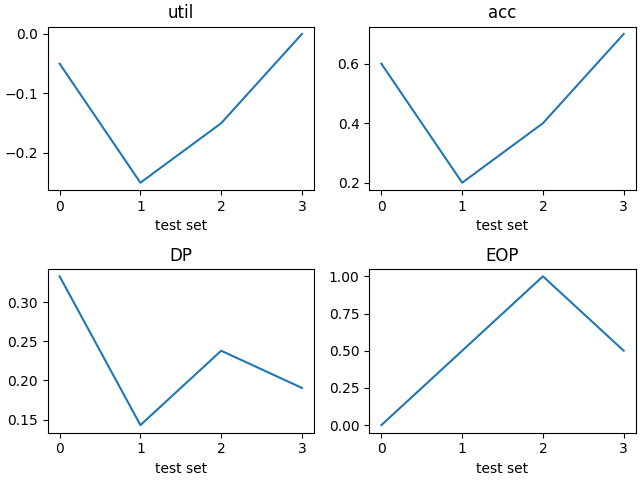 util
0.0
−0.1
−0.2
0 1 2 3
test set
acc
0.6
0.4
0.2
0 1 2 3
test set
DP
0.30
0.25
0.20
0.15
0 1 2 3
test set
EOP
1.00
0.75
0.50
0.25
0.00
0 1 2 3
test set